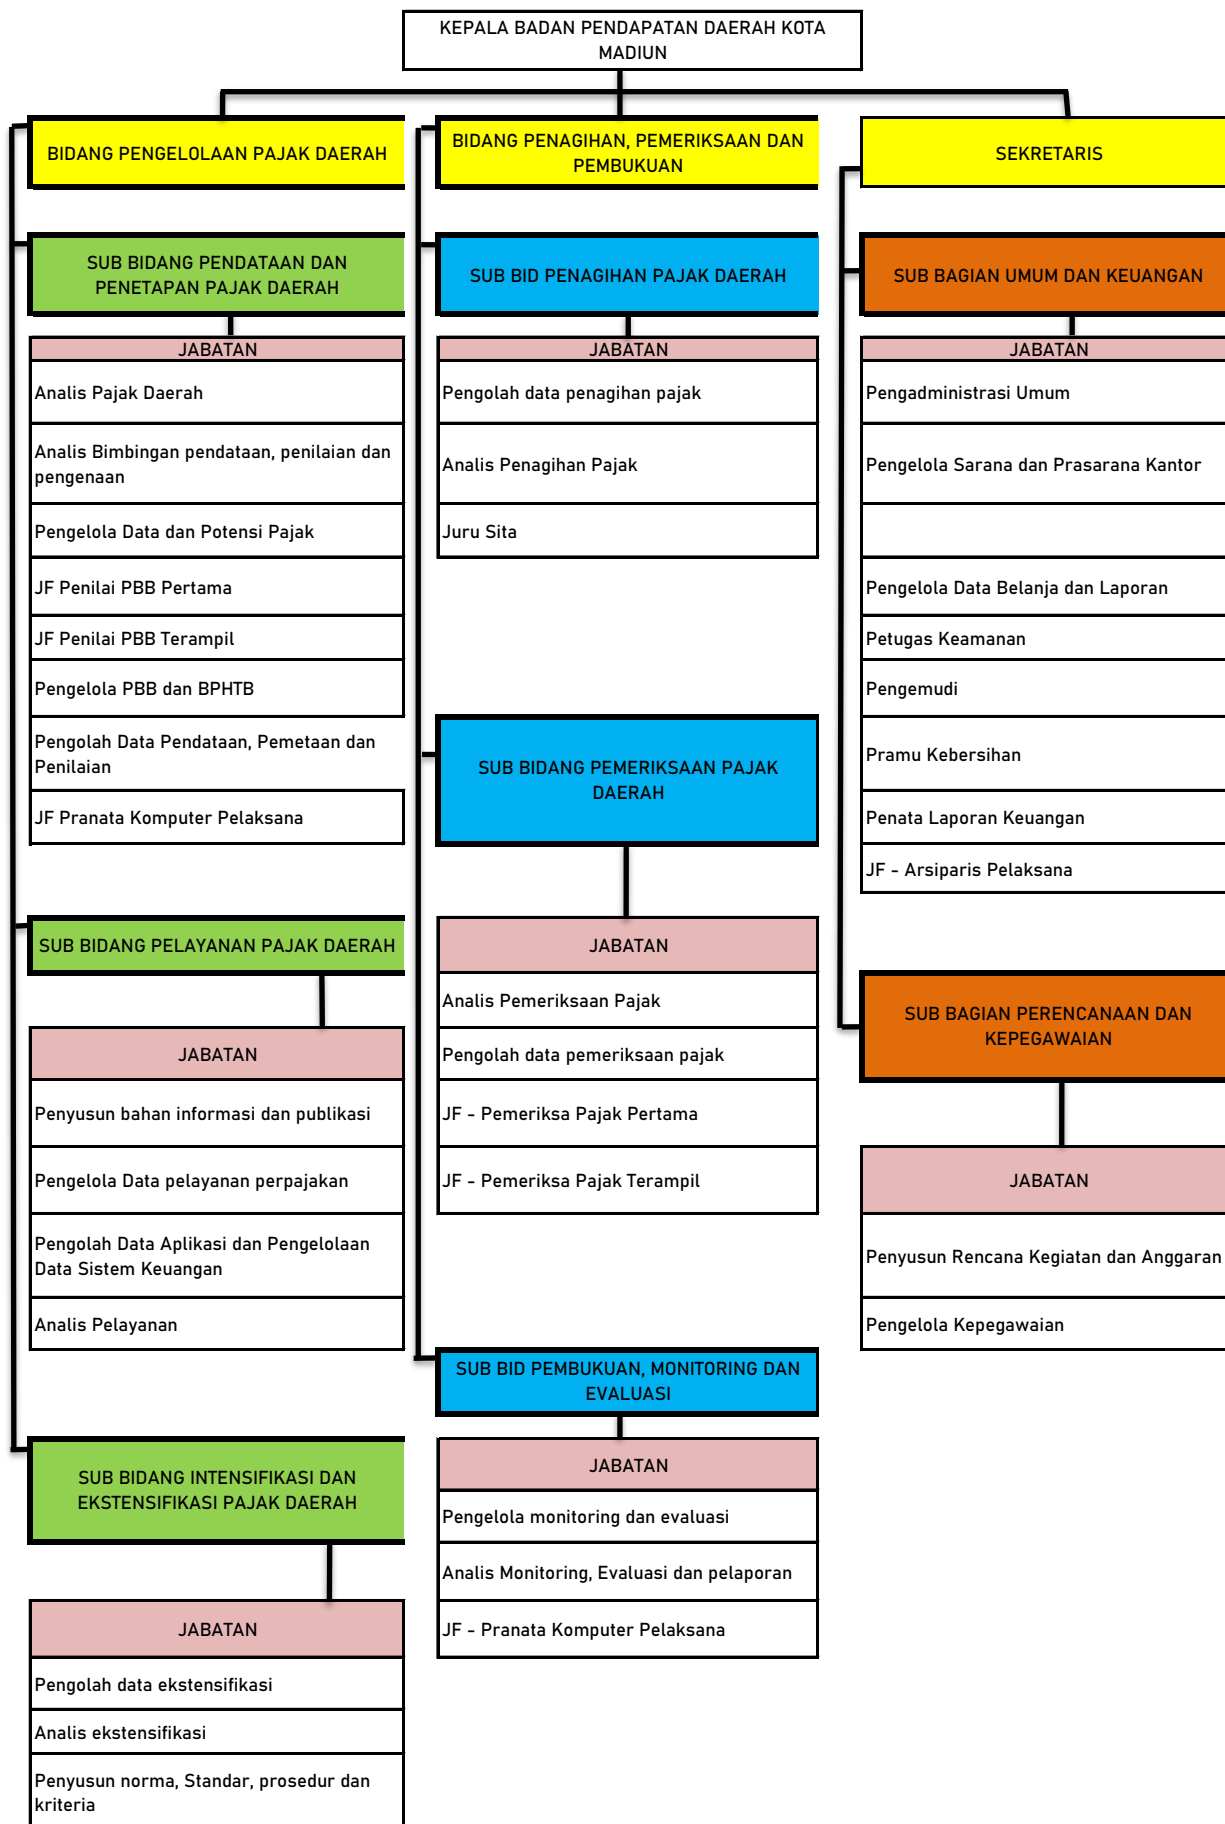 KEPALA BADAN PENDAPATAN DAERAH KOTA
MADIUN
BIDANG PENGELOLAAN PAJAK DAERAH
SUB BIDANG PENDATAAN DAN
PENETAPAN PAJAK DAERAH
JABATAN
Analis Pajak Daerah
Analis Bimbingan pendataan, penilaian dan
pengenaan
Pengelola Data dan Potensi Pajak
JF Penilai PBB Pertama
JF Penilai PBB Terampil
Pengelola PBB dan BPHTB
Pengolah Data Pendataan, Pemetaan dan
Penilaian
JF Pranata Komputer Pelaksana
SUB BIDANG PELAYANAN PAJAK DAERAH
JABATAN
Penyusun bahan informasi dan publikasi
Pengelola Data pelayanan perpajakan
Pengolah Data Aplikasi dan Pengelolaan
Data Sistem Keuangan
Analis Pelayanan
SUB BIDANG INTENSIFIKASI DAN
EKSTENSIFIKASI PAJAK DAERAH
JABATAN
Pengolah data ekstensifikasi
Analis ekstensifikasi
Penyusun norma, Standar, prosedur dan
kriteria
BIDANG PENAGIHAN, PEMERIKSAAN DAN
PEMBUKUAN
SUB BID PENAGIHAN PAJAK DAERAH
JABATAN
Pengolah data penagihan pajak
Analis Penagihan Pajak
Juru Sita
SUB BIDANG PEMERIKSAAN PAJAK
DAERAH
JABATAN
Analis Pemeriksaan Pajak
Pengolah data pemeriksaan pajak
JF - Pemeriksa Pajak Pertama
JF - Pemeriksa Pajak Terampil
SUB BID PEMBUKUAN, MONITORING DAN
EVALUASI
JABATAN
Pengelola monitoring dan evaluasi
Analis Monitoring, Evaluasi dan pelaporan
JF - Pranata Komputer Pelaksana
SEKRETARIS
SUB BAGIAN UMUM DAN KEUANGAN
JABATAN
Pengadministrasi Umum
Pengelola Sarana dan Prasarana Kantor
Pengelola Data Belanja dan Laporan
Petugas Keamanan
Pengemudi
Pramu Kebersihan
Penata Laporan Keuangan
JF - Arsiparis Pelaksana
SUB BAGIAN PERENCANAAN DAN
KEPEGAWAIAN
JABATAN
Penyusun Rencana Kegiatan dan Anggaran
Pengelola Kepegawaian